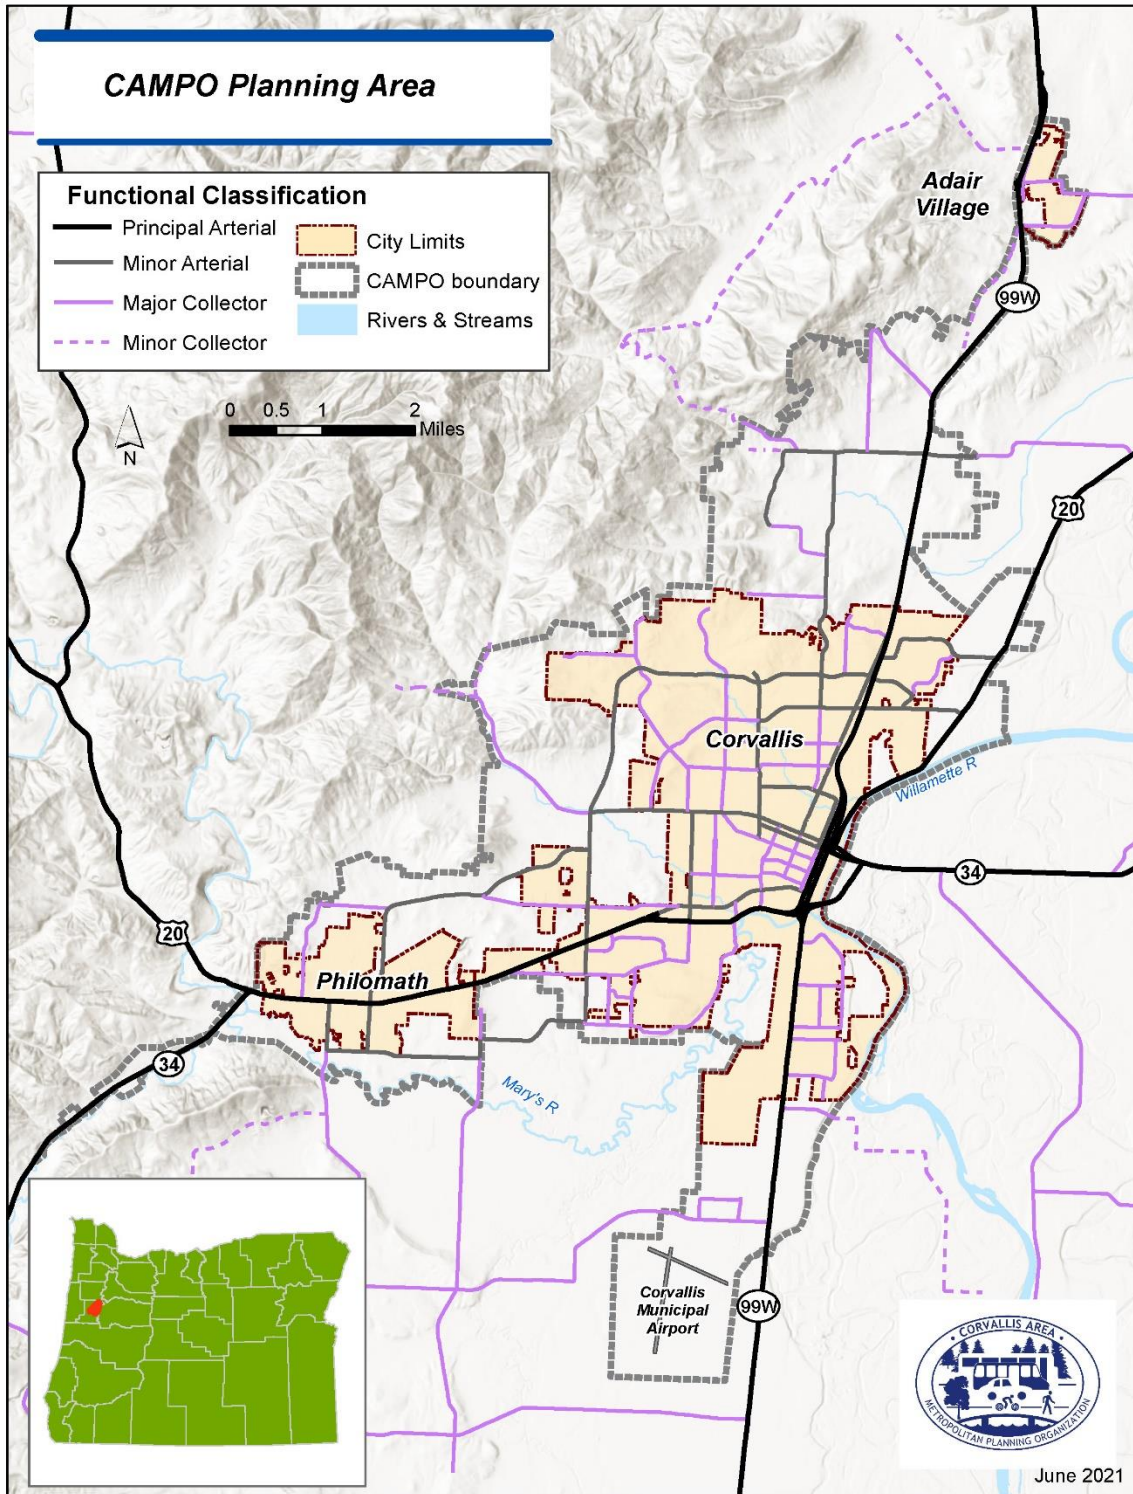 CAMPO Planning Area
Functional Classification
Principal Arterial
Minor Arterial
Major Collector
Minor Collector
City Limits
CAMPO boundary
Rivers & Streams
0 0.5 1 2
Miles
N
Adair
Village
99W
20
Corvallis
Willamette R
34
20
Philomath
34
Mary's R
Corvallis
Municipal
Airport
99W
CORVALLIS AREA
METROPOLITAN PLANNING ORGANIZATION
June 2021